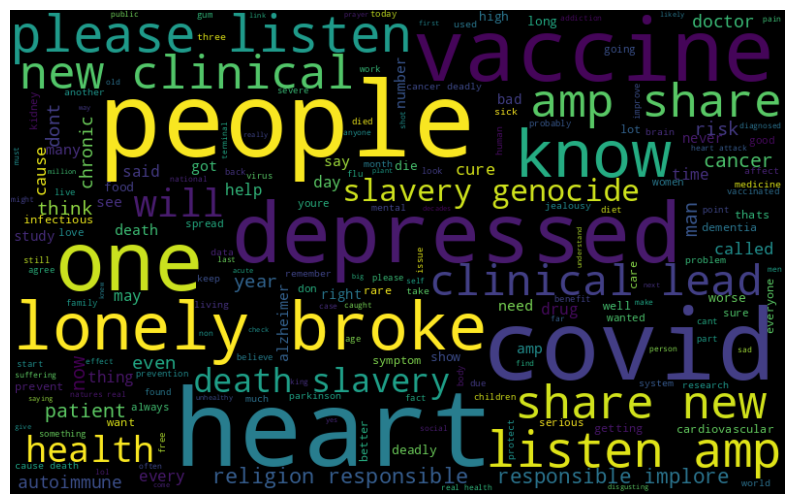 public gum link prayer today
please listen
three
old
severe
another
high used long first
doctor
addiction likely pain
vaccine
going
new clinical
work
number
cancer deadly
kidney
dont
many
people
died
anyone
really
shot
sick
bad
amp share
improve
lot
risk
never
good
way
cause
chronic
million
must
said
got
say
month
die
flu
look
know
brain
heart attack
diagnosed
human
cancer
probably
affect
live
virus
back
cure
plant
women
time
medicine
might
food
help
day
slavery genocide
vaccinated
see
national
terminal
youre
jealousy
diet
infectious
think
will
spread
mental
man
point
thats
study
love
death
depressed
dementia
still
agree
data
last
one
year
keep
remember
don
big
please
issue
understand
called
problem
men
may
acute
right
self
take
clinical lead
care
next
everyone
family
living
rare
case
caught
need
drug
benefit
make
worse
knew
non
check
age
well
wanted
far
sure
lonely broke
alzheimer
amp
cant
part
start
effect
believe
symptom
show
find
person
sad
even
suffering
prevention
covid
now
thing
prevent
natures real
death slavery
body
due
system
research
saying
found
king
parkinson
children
patient
always
unhealthy
much
fact
yes
social
better
protect
serious
getting
share new
give
something
want
free
heart
cardiovascular
health
lol
often
every
come
deadly
listen amp
cause death
autoimmune
religion responsible
responsible implore
world
real health
disgusting